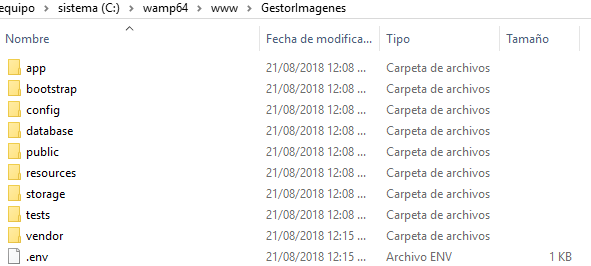 equipo > sistema (C:) > wamp64 > www > GestorImagenes
Nombre Fecha de modifica... Tipo Tamaño
app 21/08/2018 12:08 ... Carpeta de archivos
bootstrap 21/08/2018 12:08 ... Carpeta de archivos
config 21/08/2018 12:08 ... Carpeta de archivos
database 21/08/2018 12:08 ... Carpeta de archivos
public 21/08/2018 12:08 ... Carpeta de archivos
resources 21/08/2018 12:08 ... Carpeta de archivos
storage 21/08/2018 12:08 ... Carpeta de archivos
tests 21/08/2018 12:08 ... Carpeta de archivos
vendor 21/08/2018 12:15 ... Carpeta de archivos
.env 21/08/2018 12:15 ... Archivo ENV 1 KB